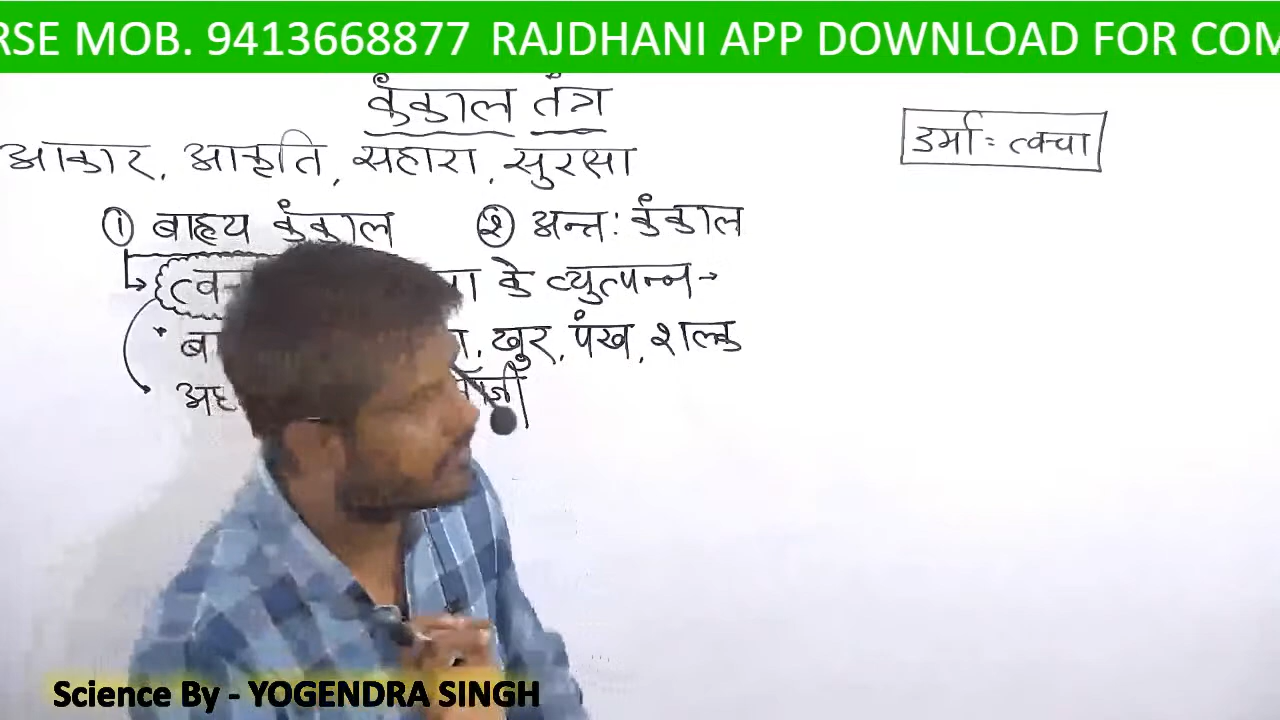 RSE MOB. 9413668877 RAJDHANI APP DOWNLOAD FOR COM
कंकाल तंत्र
डर्मा = त्वचा
आकार, आकृति, सहारा, सुरक्षा
① बाह्य कंकाल ② अन्तः कंकाल
के व्युत्पन्न →
खुर, पंख, शल्क
Science By - YOGENDRA SINGH